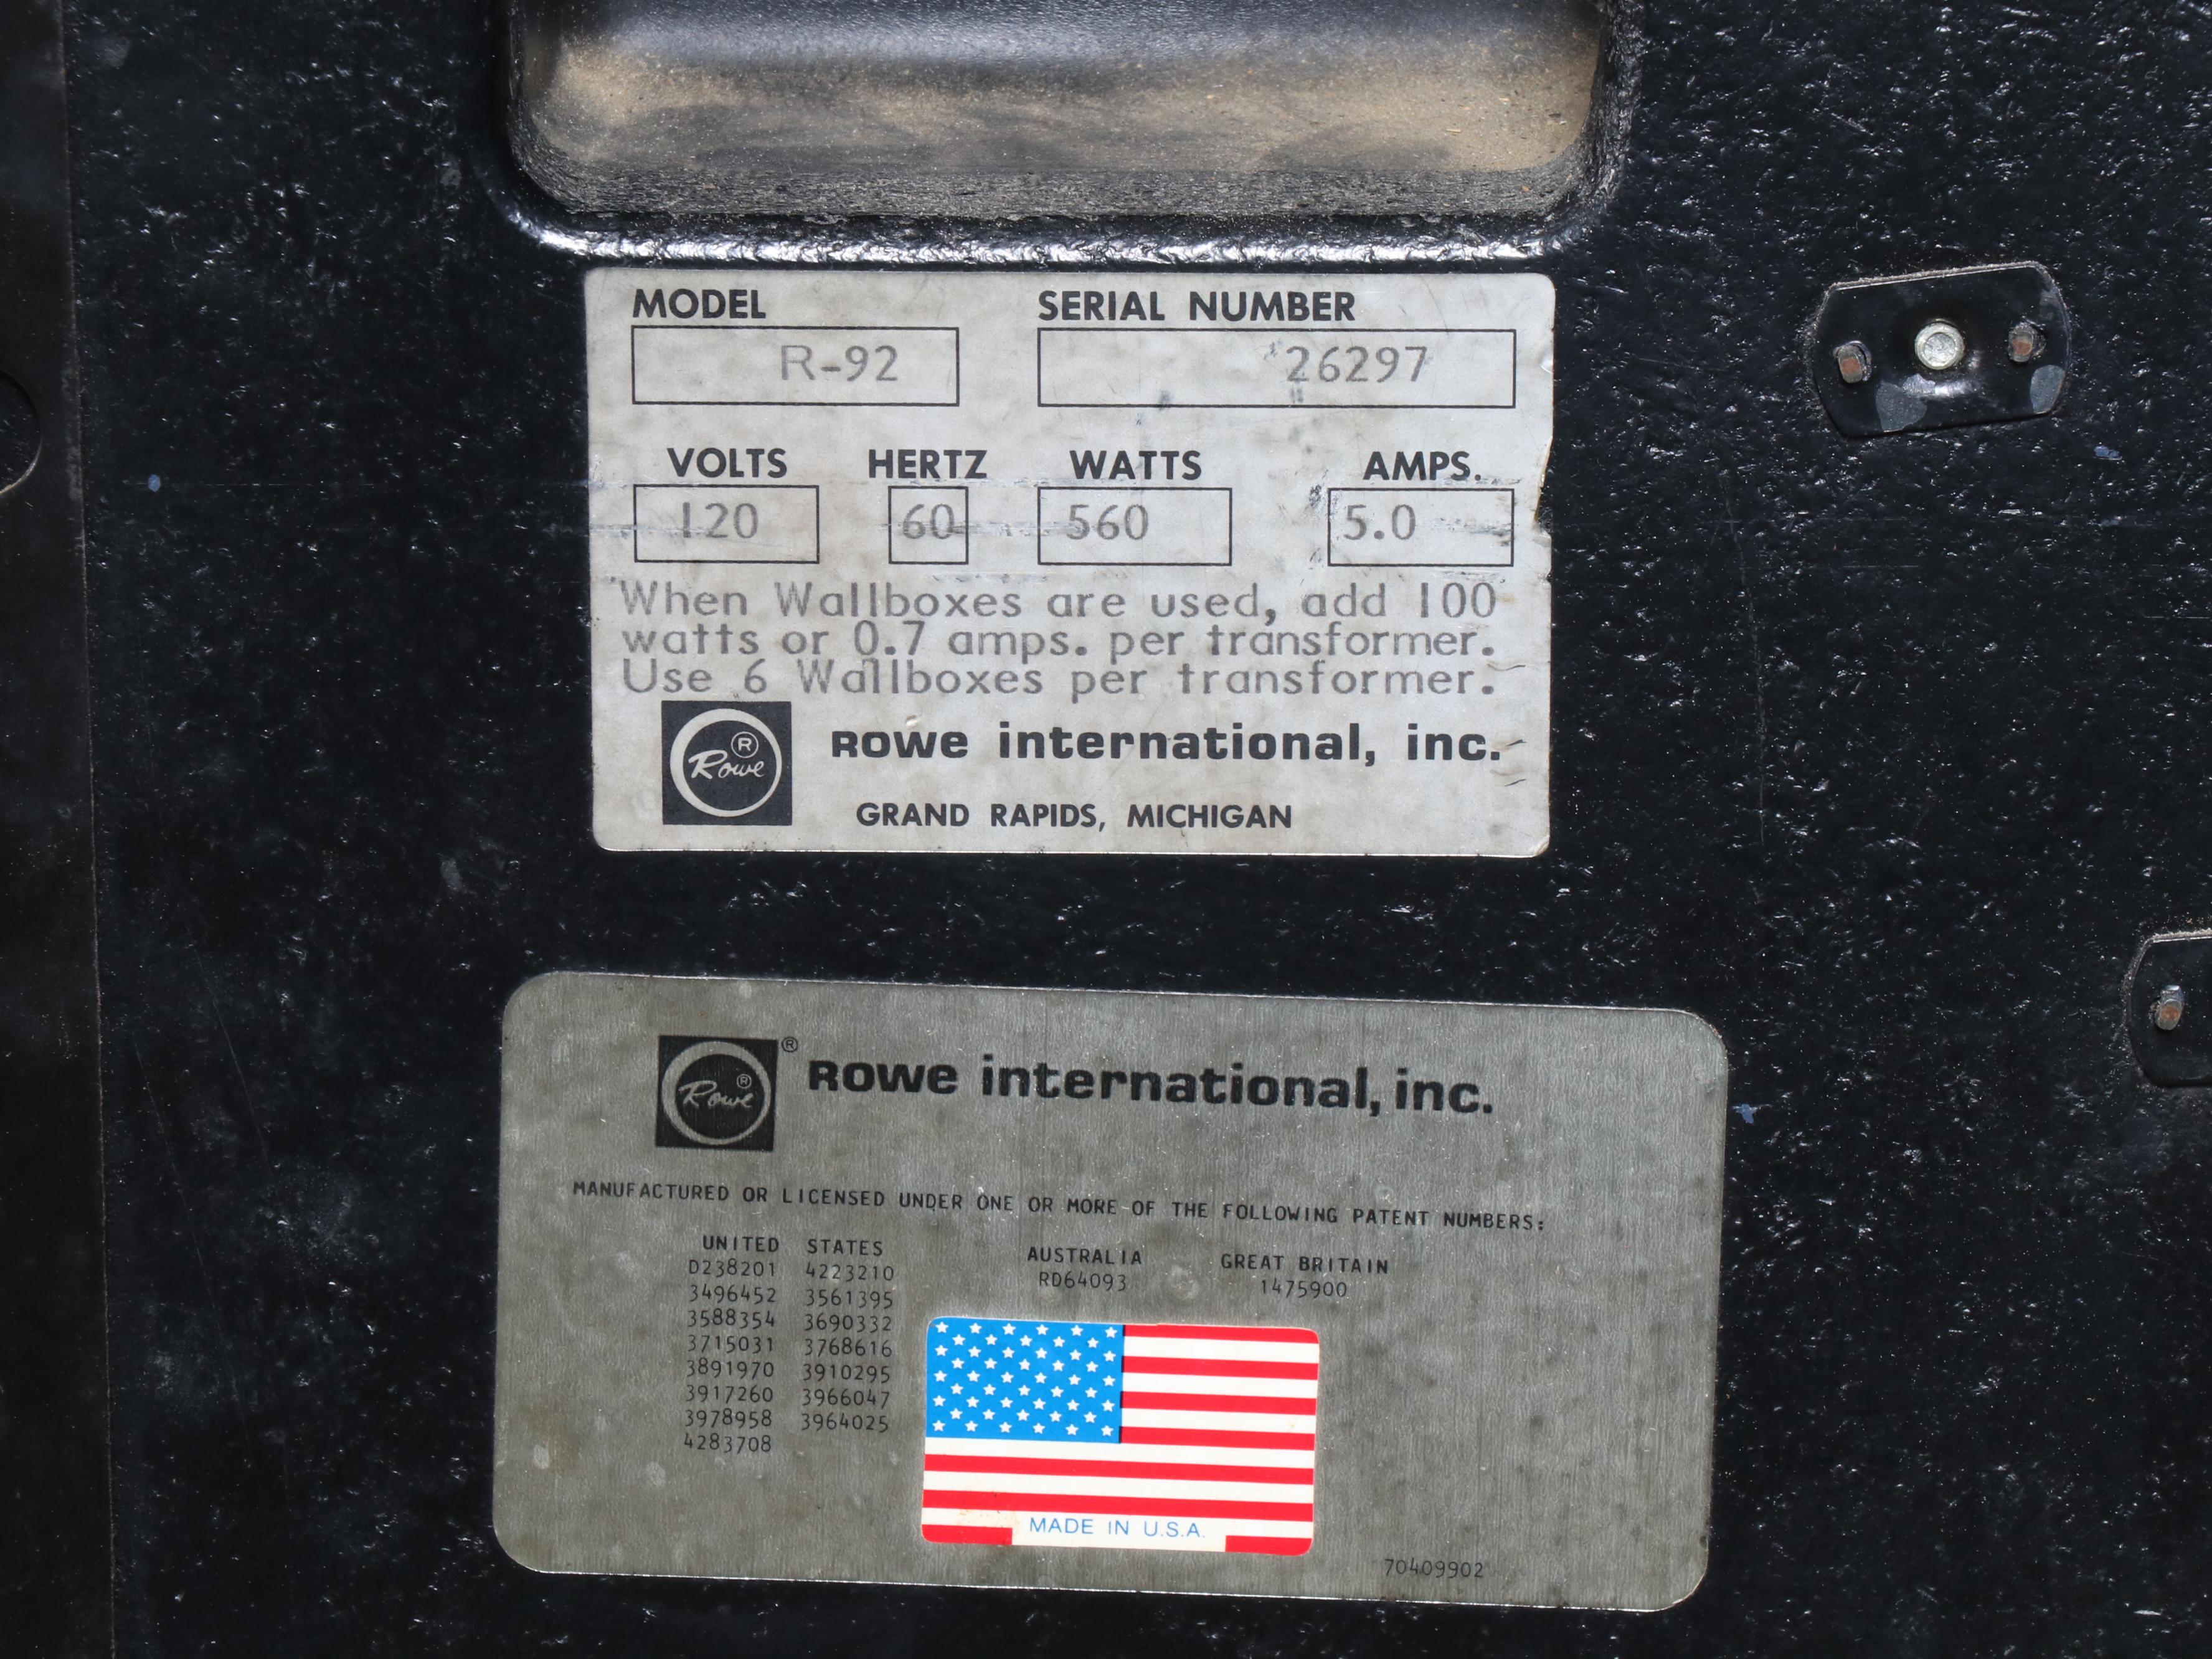 MODEL SERIAL NUMBER
R-92 26297
VOLTS HERTZ WATTS AMPS.
120 60 560 5.0
When Wallboxes are used, add 100
watts or 0.7 amps. per transformer.
Use 6 Wallboxes per transformer.
Rowe ® ROWE international, inc.
GRAND RAPIDS, MICHIGAN
Rowe ® ® ROWE international, inc.
MANUFACTURED OR LICENSED UNDER ONE OR MORE OF THE FOLLOWING PATENT NUMBERS:
UNITED STATES AUSTRALIA GREAT BRITAIN
D238201 4223210 RD64093 1475900
3496452 3561395
3588354 3690332
3715031 3768616
3891970 3910295
3917260 3966047
3978958 3964025
4283708
MADE IN U.S.A.
70409902